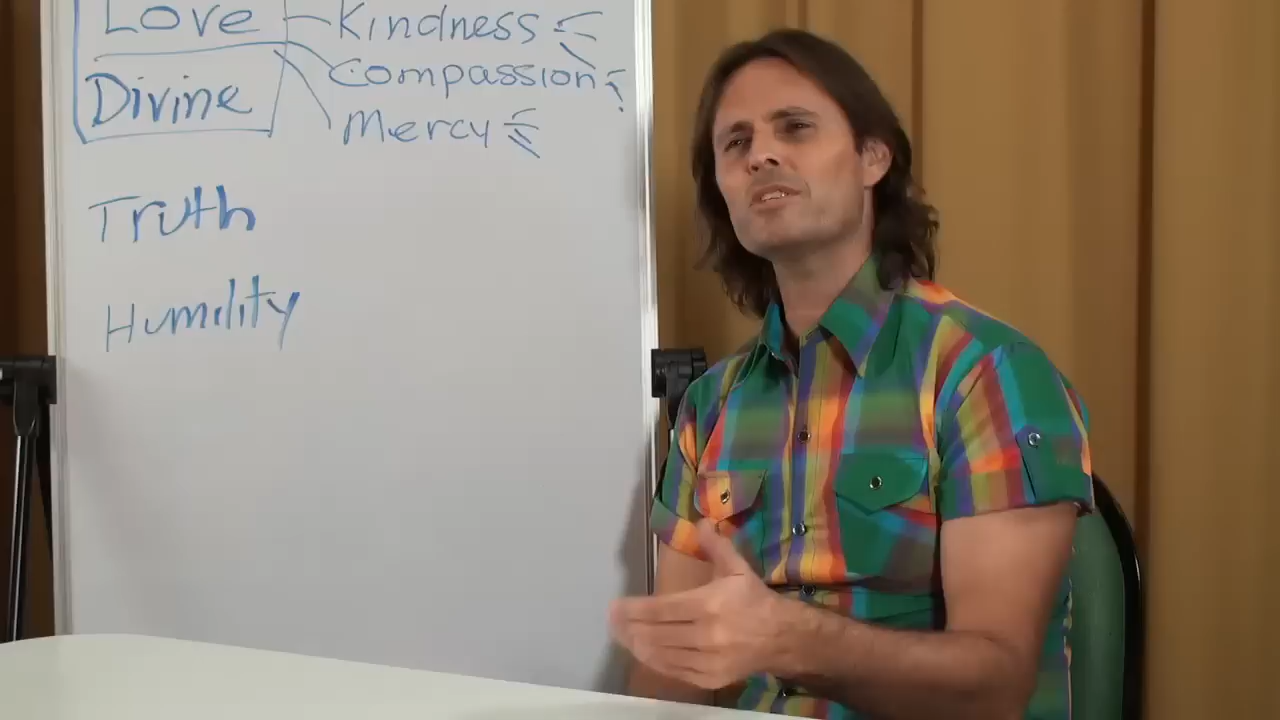 Love
Kindness
Compassion
Divine
Mercy
Truth
Humility